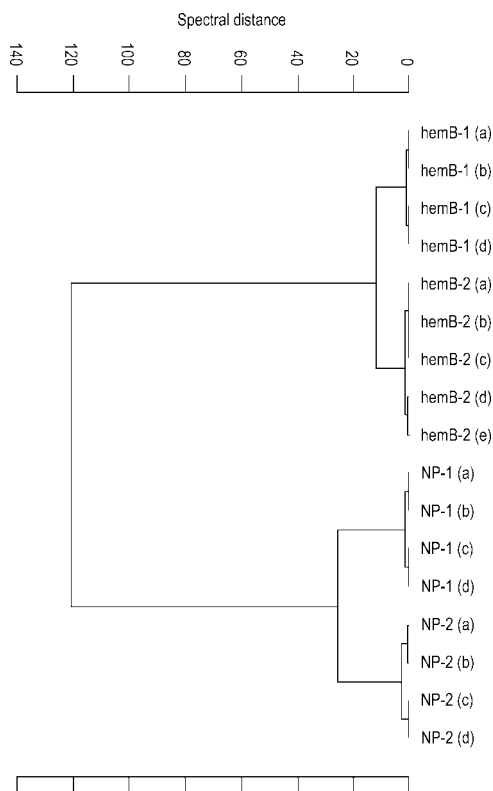 Spectral distance
140 120 100 80 60 40 20 0
hemB-1 (a)
hemB-1 (b)
hemB-1 (c)
hemB-1 (d)
hemB-2 (a)
hemB-2 (b)
hemB-2 (c)
hemB-2 (d)
hemB-2 (e)
NP-1 (a)
NP-1 (b)
NP-1 (c)
NP-1 (d)
NP-2 (a)
NP-2 (b)
NP-2 (c)
NP-2 (d)